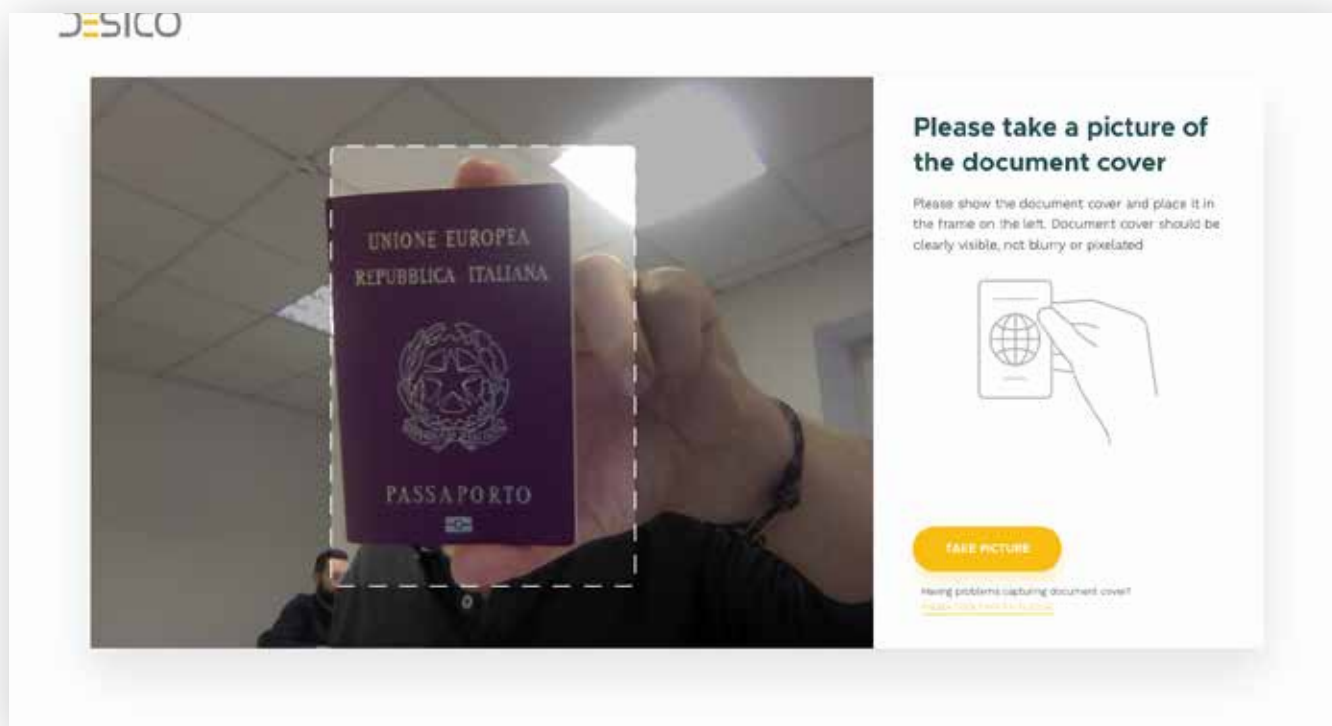 DESICO
UNIONE EUROPEA
REPUBBLICA ITALIANA
PASSAPORTO
Please take a picture of
the document cover
Please show the document cover and place it in
the frame on the left. Document cover should be
clearly visible, not blurry or pixelated
TAKE PICTURE
Having problems capturing document cover?